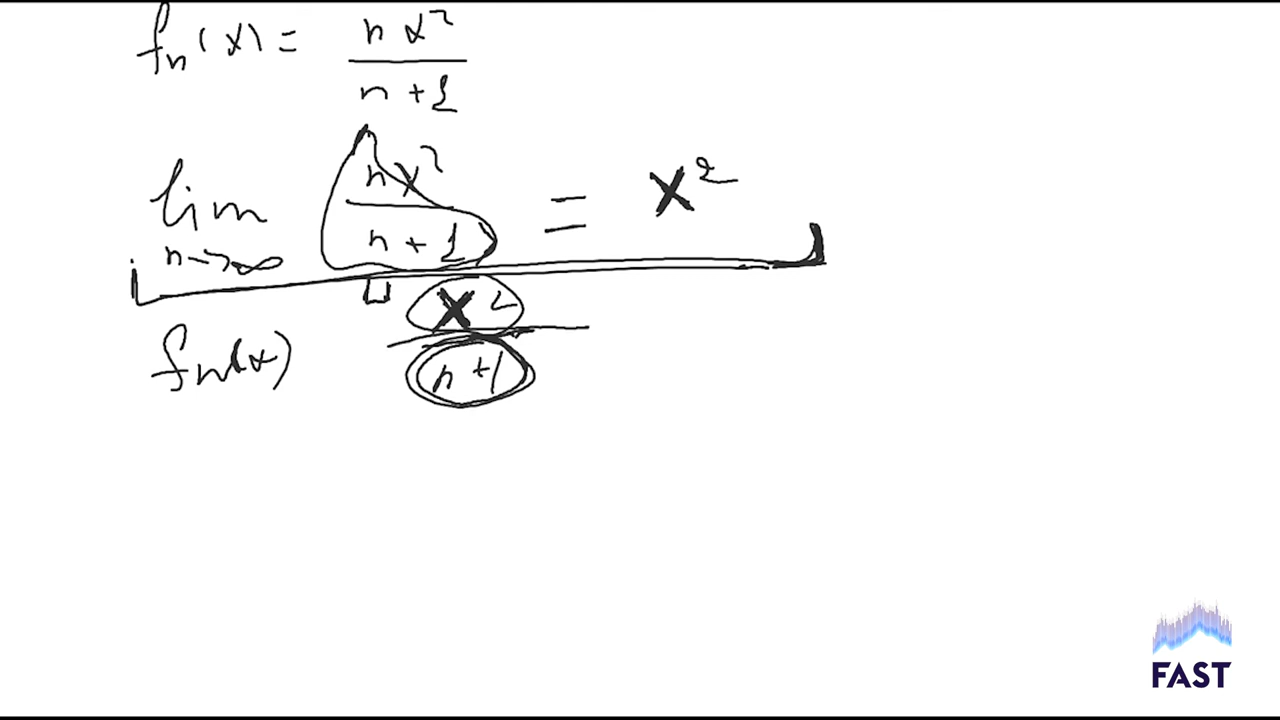 fₙ(x) = nx² / n+1
lim n→∞ nx² / n+1 = x²
fₙ(x) x² / n+1
FAST